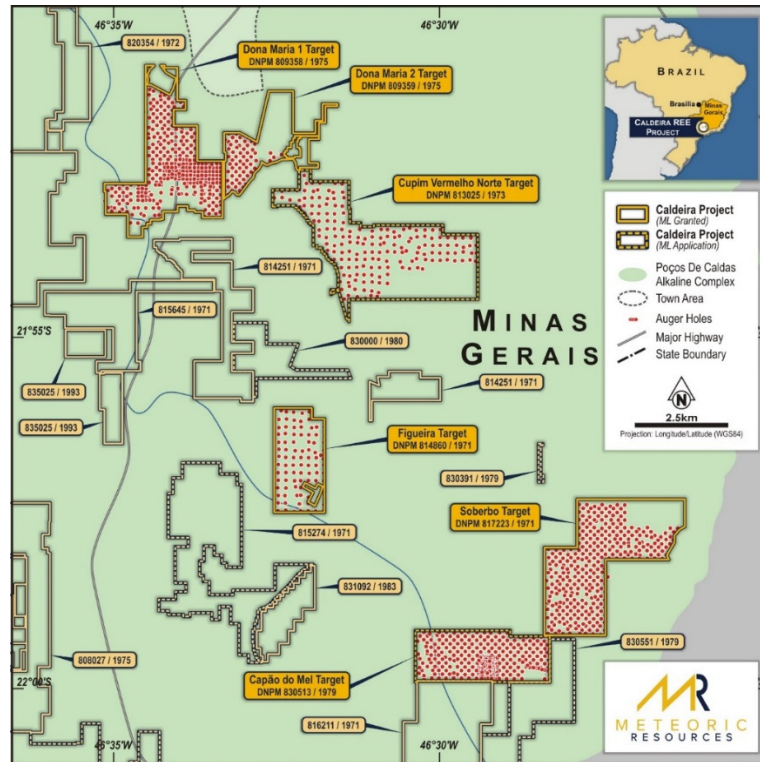 46°35'W
46°30'W
820354 / 1972
Dona Maria 1 Target
DNPM 809358 / 1975
Dona Maria 2 Target
DNPM 809359 / 1975
Cupim Vermelho Norte Target
DNPM 813025 / 1973
814251 / 1971
815645 / 1971
21°55'S
MINAS
GERAIS
830000 / 1980
835025 / 1993
814251 / 1971
835025 / 1993
Figueira Target
DNPM 814860 / 1971
830391 / 1979
Soberbo Target
DNPM 817223 / 1971
815274 / 1971
831092 / 1983
830551 / 1979
808027 / 1975
Capão do Mel Target
DNPM 830513 / 1979
22°00'S
816211 / 1971
46°35'W
46°30'W
BRAZIL
Brasília
Minas
Gerais
CALDEIRA REE
PROJECT
Caldeira Project
(ML Granted)
Caldeira Project
(ML Application)
Poços De Caldas
Alkaline Complex
Town Area
Auger Holes
Major Highway
State Boundary
N
2.5km
Projection: Longitude/Latitude (WGS84)
MR
METEORIC
RESOURCES